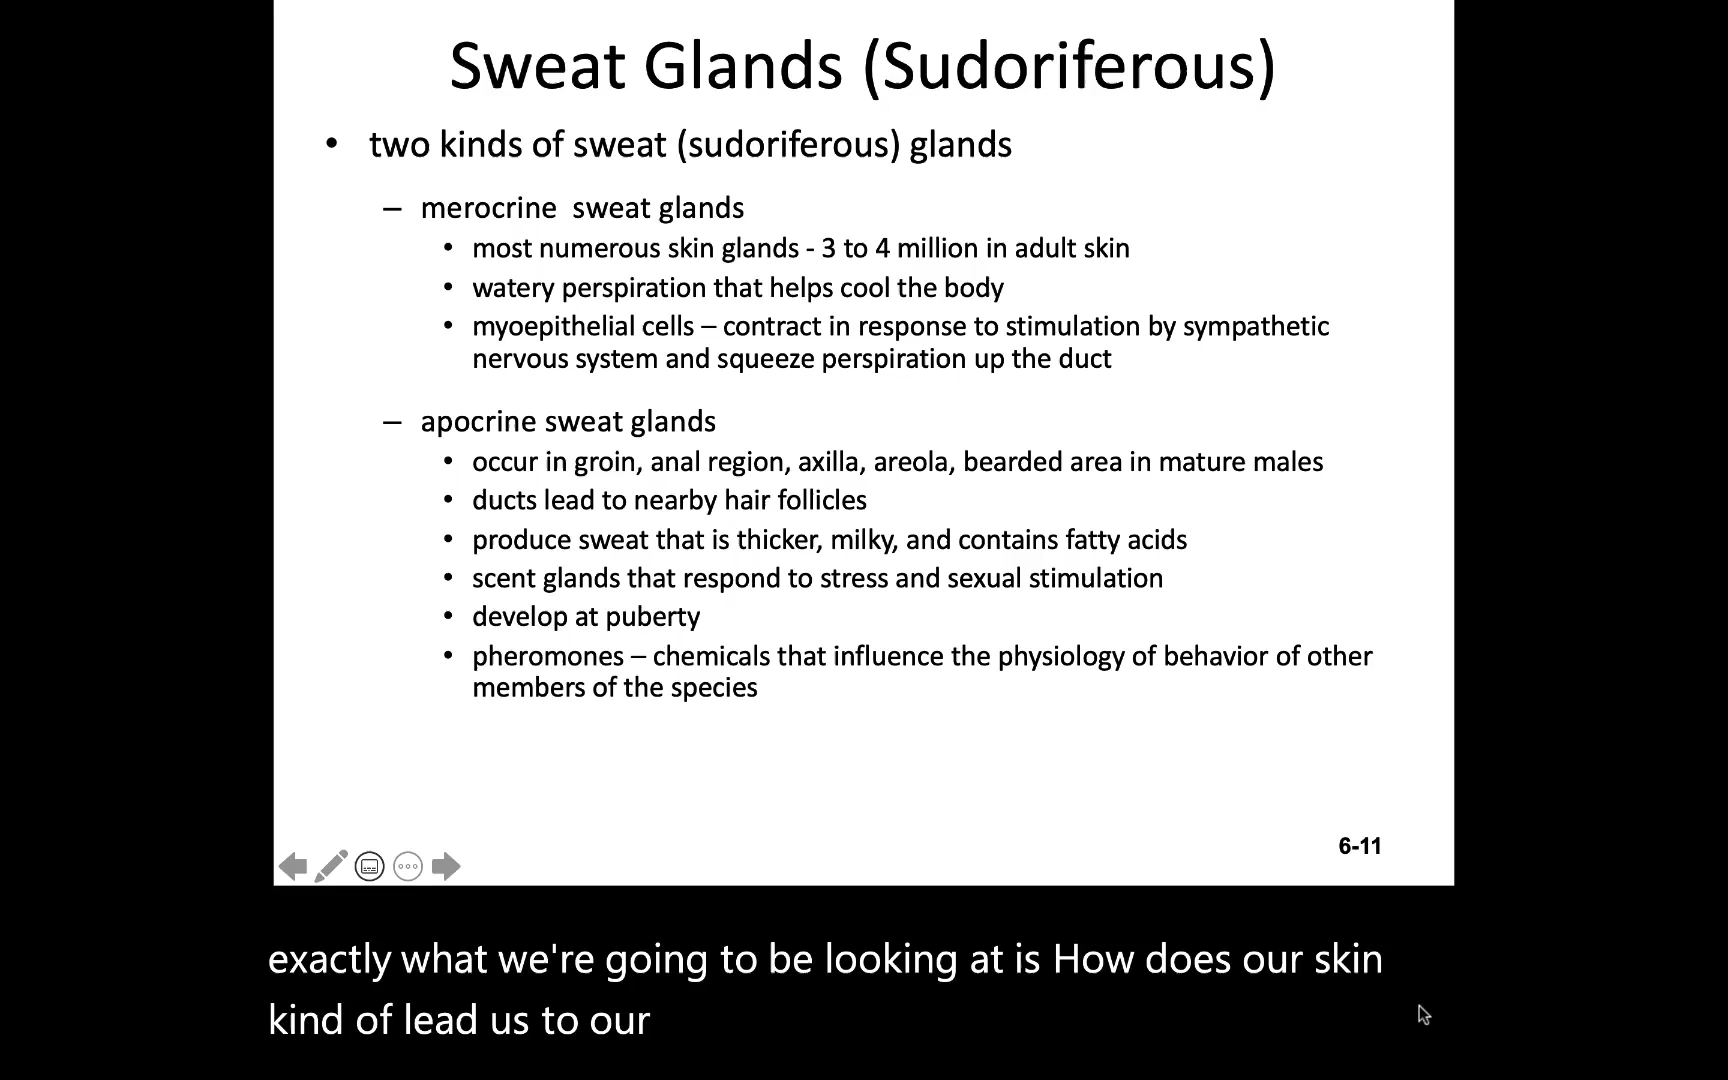 Sweat Glands (Sudoriferous)
• two kinds of sweat (sudoriferous) glands
– merocrine  sweat glands
• most numerous skin glands - 3 to 4 million in adult skin
• watery perspiration that helps cool the body
• myoepithelial cells – contract in response to stimulation by sympathetic
nervous system and squeeze perspiration up the duct
– apocrine sweat glands
• occur in groin, anal region, axilla, areola, bearded area in mature males
• ducts lead to nearby hair follicles
• produce sweat that is thicker, milky, and contains fatty acids
• scent glands that respond to stress and sexual stimulation
• develop at puberty
• pheromones – chemicals that influence the physiology of behavior of other
members of the species
6-11
exactly what we're going to be looking at is How does our skin
kind of lead us to our